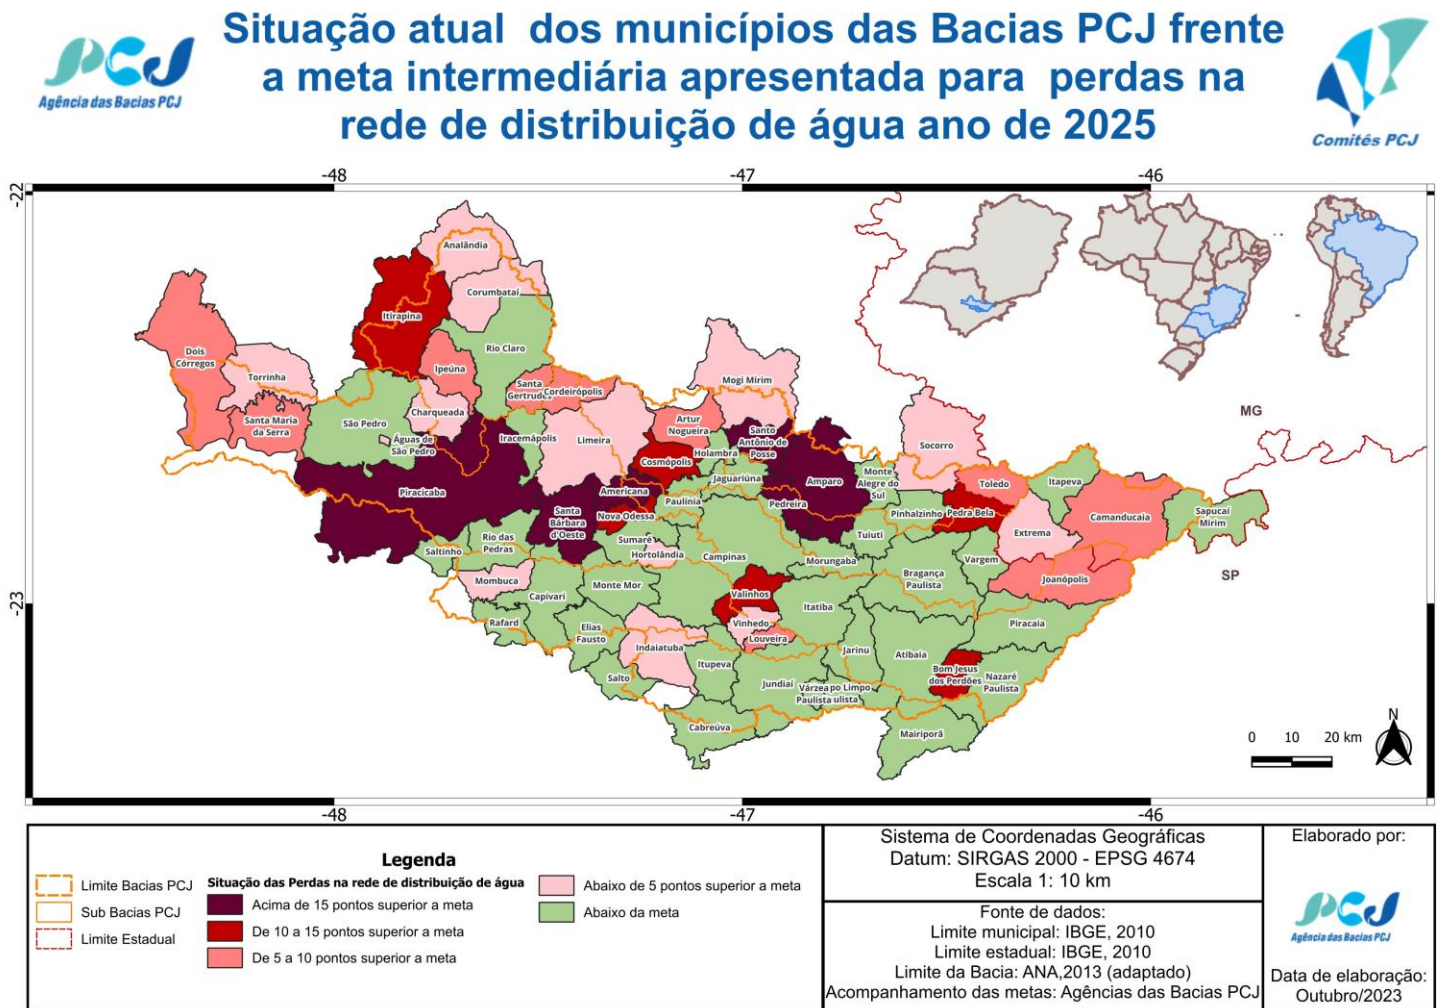 Situação atual dos municípios das Bacias PCJ frente
a meta intermediária apresentada para perdas na
rede de distribuição de água ano de 2025
PCJ
Agência das Bacias PCJ
Comitês PCJ
-48
-47
-46
-22
-23
Analândia
Corumbataí
Itirapina
Rio Claro
Dois
Córregos
Torrinha
Ipeúna
Santa
Gertrudes
Cordeirópolis
Mogi Mirim
Santa Maria
da Serra
São Pedro
Charqueada
Águas de
São Pedro
Iracemápolis
Limeira
Artur
Nogueira
Santo
Antônio de
Posse
Socorro
MG
Holambra
Cosmópolis
Jaguariúna
Amparo
Monte
Alegre do
Sul
Toledo
Itapeva
Piracicaba
Americana
Paulínia
Pedreira
Pinhalzinho
Pedra Bela
Camanducaia
Sapucaí
Mirim
Santa
Bárbara
d'Oeste
Nova Odessa
Extrema
Rio das
Pedras
Sumaré
Tuiuti
Saltinho
Hortolândia
Campinas
Morungaba
Vargem
SP
Mombuca
Monte Mor
Bragança
Paulista
Joanópolis
Capivari
Valinhos
Itatiba
Rafard
Elias
Fausto
Vinhedo
Louveira
Piracaia
Indaiatuba
Itupeva
Jarinu
Atibaia
Salto
Jundiaí
Bom Jesus
dos Perdões
Nazaré
Paulista
Várzea
Paulista
po Limpo
ulista
Cabreúva
Mairiporã
N
0 10 20 km
-48
-47
-46
Legenda
Limite Bacias PCJ
Sub Bacias PCJ
Limite Estadual
Situação das Perdas na rede de distribuição de água
Acima de 15 pontos superior a meta
De 10 a 15 pontos superior a meta
De 5 a 10 pontos superior a meta
Abaixo de 5 pontos superior a meta
Abaixo da meta
Sistema de Coordenadas Geográficas
Datum: SIRGAS 2000 - EPSG 4674
Escala 1: 10 km
Fonte de dados:
Limite municipal: IBGE, 2010
Limite estadual: IBGE, 2010
Limite da Bacia: ANA,2013 (adaptado)
Acompanhamento das metas: Agências das Bacias PCJ
Elaborado por:
PCJ
Agência das Bacias PCJ
Data de elaboração:
Outubro/2023